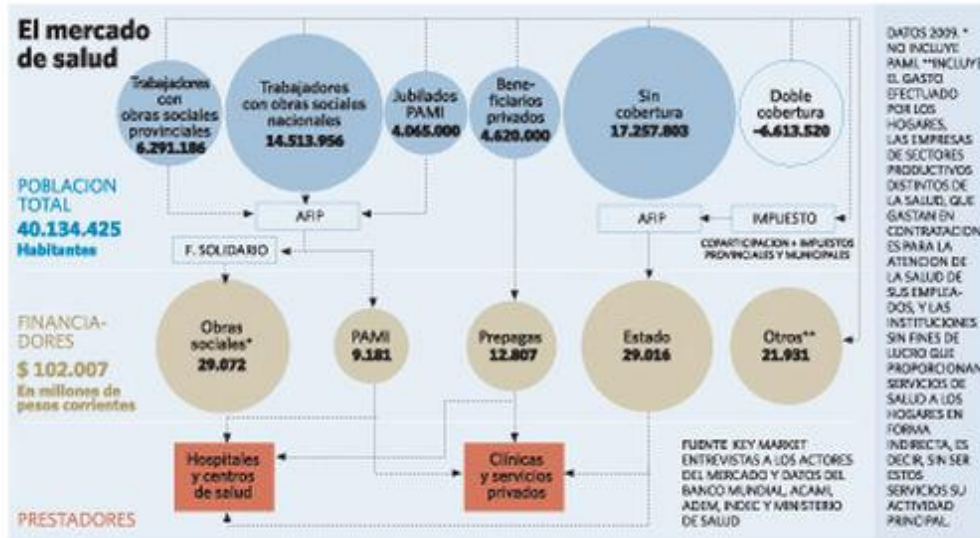 El mercado
de salud
Trabajadores
con
obras sociales
provinciales
6.291.186
Trabajadores
con obras sociales
nacionales
14.513.956
Jubilados
PAMI
4.065.000
Bene-
ficiarios
privados
4.620.000
Sin
cobertura
17.257.803
Doble
cobertura
-6.613.520
POBLACION
TOTAL
40.134.425
Habitantes
AFIP
F. SOLIDARIO
AFIP
IMPUESTO
COPARTICIPACION + IMPUESTOS
PROVINCIALES Y MUNICIPALES
FINANCIA-
DORES
$ 102.007
En millones de
pesos corrientes
Obras
sociales*
29.072
PAMI
9.181
Prepagas
12.807
Estado
29.016
Otros**
21.931
PRESTADORES
Hospitales
y centros
de salud
Clínicas
y servicios
privados
FUENTE KEY MARKET
ENTREVISTAS A LOS ACTORES
DEL MERCADO Y DATOS DEL
BANCO MUNDIAL, ACAMI,
ADEM, INDEC Y MINISTERIO
DE SALUD
DATOS 2009. *
NO INCLUYE
PAMI. **INCLUYE
EL GASTO
EFECTUADO
POR LOS
HOGARES,
LAS EMPRESAS
DE SECTORES
PRODUCTIVOS
DISTINTOS DE
LA SALUD, QUE
GASTAN EN
CONTRATACION
ES PARA LA
ATENCION DE
LA SALUD DE
SUS EMPLEA-
DOS, Y LAS
INSTITUCIONES
SIN FINES DE
LUCRO QUE
PROPORCIONAN
SERVICIOS DE
SALUD A LOS
HOGARES EN
FORMA
INDIRECTA, ES
DECIR, SIN SER
ESTOS
SERVICIOS SU
ACTIVIDAD
PRINCIPAL.